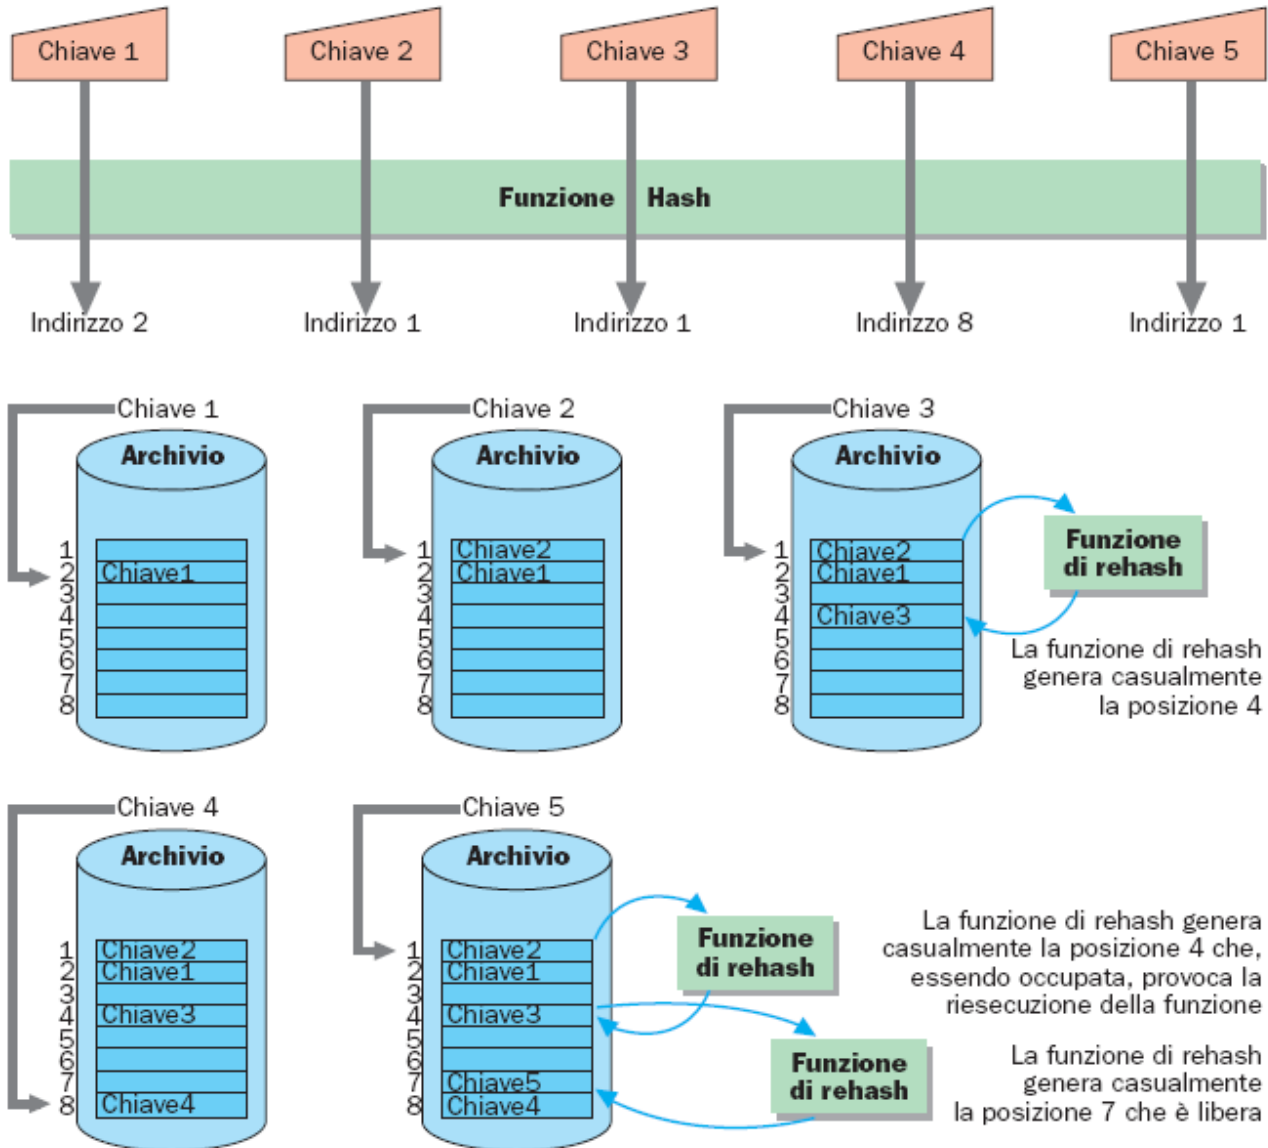 Chiave 1
Chiave 2
Chiave 3
Chiave 4
Chiave 5
Funzione Hash
Indirizzo 2
Indirizzo 1
Indirizzo 1
Indirizzo 8
Indirizzo 1
Chiave 1
Archivio
1
2 Chiave1
3
4
5
6
7
8
Chiave 2
Archivio
1 Chiave2
2 Chiave1
3
4
5
6
7
8
Chiave 3
Archivio
1 Chiave2
2 Chiave1
3
4 Chiave3
5
6
7
8
Funzione
di rehash
La funzione di rehash
genera casualmente
la posizione 4
Chiave 4
Archivio
1 Chiave2
2 Chiave1
3
4 Chiave3
5
6
7
8 Chiave4
Chiave 5
Archivio
1 Chiave2
2 Chiave1
3
4 Chiave3
5
6
7 Chiave5
8 Chiave4
Funzione
di rehash
La funzione di rehash genera
casualmente la posizione 4 che,
essendo occupata, provoca la
riesecuzione della funzione
Funzione
di rehash
La funzione di rehash
genera casualmente
la posizione 7 che è libera